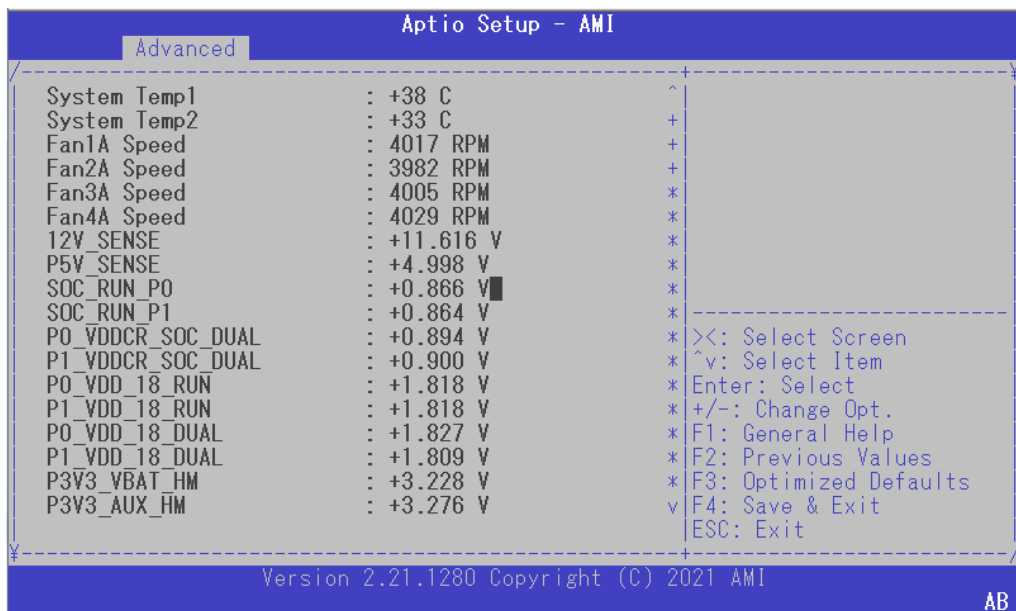 Aptio Setup - AMI
Advanced
/----------------------------------------------------+------------------------¥
System Temp1 : +38 C ^
System Temp2 : +33 C +
Fan1A Speed : 4017 RPM +
Fan2A Speed : 3982 RPM +
Fan3A Speed : 4005 RPM *
Fan4A Speed : 4029 RPM *
12V_SENSE : +11.616 V *
P5V_SENSE : +4.998 V *
SOC_RUN_P0 : +0.866 V *
SOC_RUN_P1 : +0.864 V *|------------------------
P0_VDDCR_SOC_DUAL : +0.894 V *|><: Select Screen
P1_VDDCR_SOC_DUAL : +0.900 V *|^v: Select Item
P0_VDD_18_RUN : +1.818 V *|Enter: Select
P1_VDD_18_RUN : +1.818 V *|+/-: Change Opt.
P0_VDD_18_DUAL : +1.827 V *|F1: General Help
P1_VDD_18_DUAL : +1.809 V *|F2: Previous Values
P3V3_VBAT_HM : +3.228 V *|F3: Optimized Defaults
P3V3_AUX_HM : +3.276 V v|F4: Save & Exit
|ESC: Exit
¥----------------------------------------------------+------------------------/
Version 2.21.1280 Copyright (C) 2021 AMI
AB